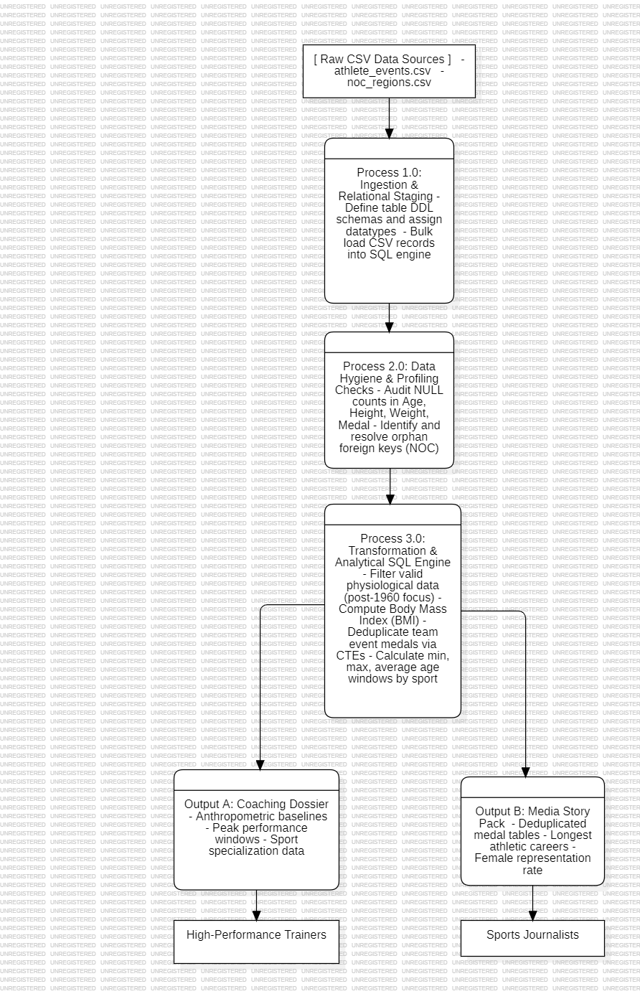 [ Raw CSV Data Sources ]   -
athlete_events.csv   -
noc_regions.csv
Process 1.0:
Ingestion &
Relational Staging -
Define table DDL
schemas and assign
datatypes  - Bulk
load CSV records
into SQL engine
Process 2.0: Data
Hygiene & Profiling
Checks - Audit NULL
counts in Age,
Height, Weight,
Medal - Identify and
resolve orphan
foreign keys (NOC)
Process 3.0:
Transformation &
Analytical SQL Engine
- Filter valid
physiological data
(post-1960 focus) -
Compute Body Mass
Index (BMI) -
Deduplicate team
event medals via
CTEs - Calculate min,
max, average age
windows by sport
Output A: Coaching Dossier
- Anthropometric baselines
- Peak performance
windows - Sport
specialization data
Output B: Media Story
Pack  - Deduplicated
medal tables - Longest
athletic careers -
Female representation
rate
High-Performance Trainers
Sports Journalists
UNREGISTERED